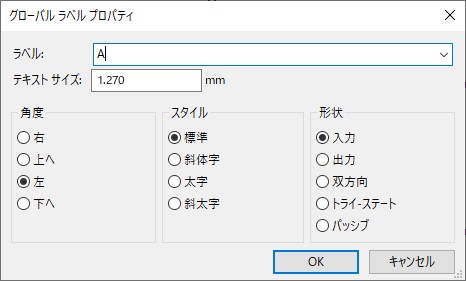 グローバル ラベル プロパティ
ラベル: A
テキスト サイズ: 1.270 mm
角度
右
上へ
左
下へ
スタイル
標準
斜体字
太字
斜太字
形状
入力
出力
双方向
トライ-ステート
パッシブ
OK キャンセル